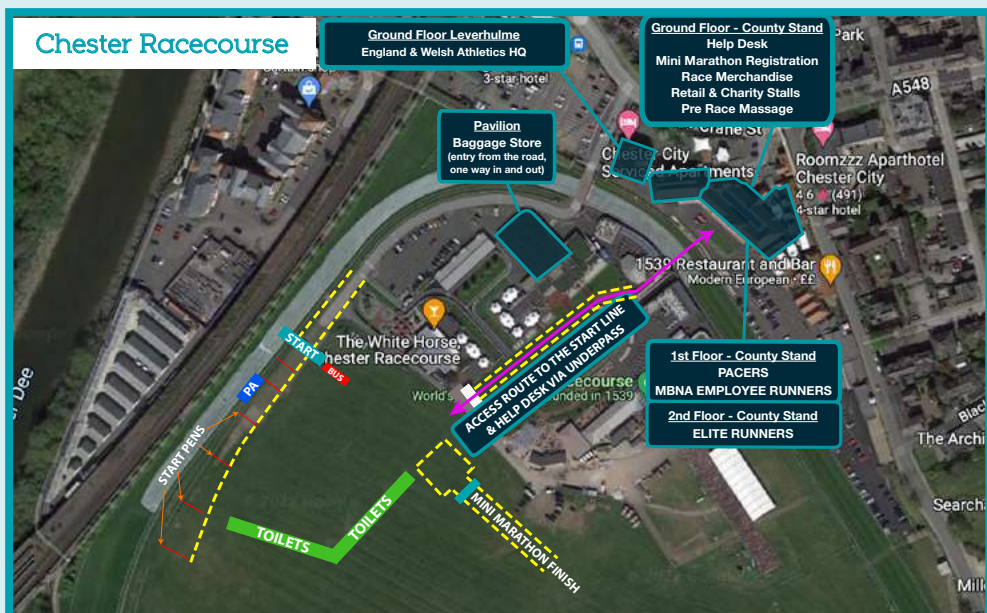 Chester Racecourse
Ground Floor Leverhulme
England & Welsh Athletics HQ
Ground Floor - County Stand
Help Desk
Mini Marathon Registration
Race Merchandise
Retail & Charity Stalls
Pre Race Massage
Park
A548
3-star hotel
Crane St
Pavilion
Baggage Store
(entry from the road,
one way in and out)
Chester City
Serviced Apartments
Roomzzz Aparthotel
Chester City
4.6 (491)
4-star hotel
1539 Restaurant and Bar
Modern European · ££
The White Horse,
hester Racecourse
START
BUS
PA
START PENS
World's
ecourse
unded in 1539
ACCESS ROUTE TO THE START LINE
& HELP DESK VIA UNDERPASS
1st Floor - County Stand
PACERS
MBNA EMPLOYEE RUNNERS
2nd Floor - County Stand
ELITE RUNNERS
er Dee
Black
The Archi
Search
Mill
TOILETS
TOILETS
MINI MARATHON FINISH